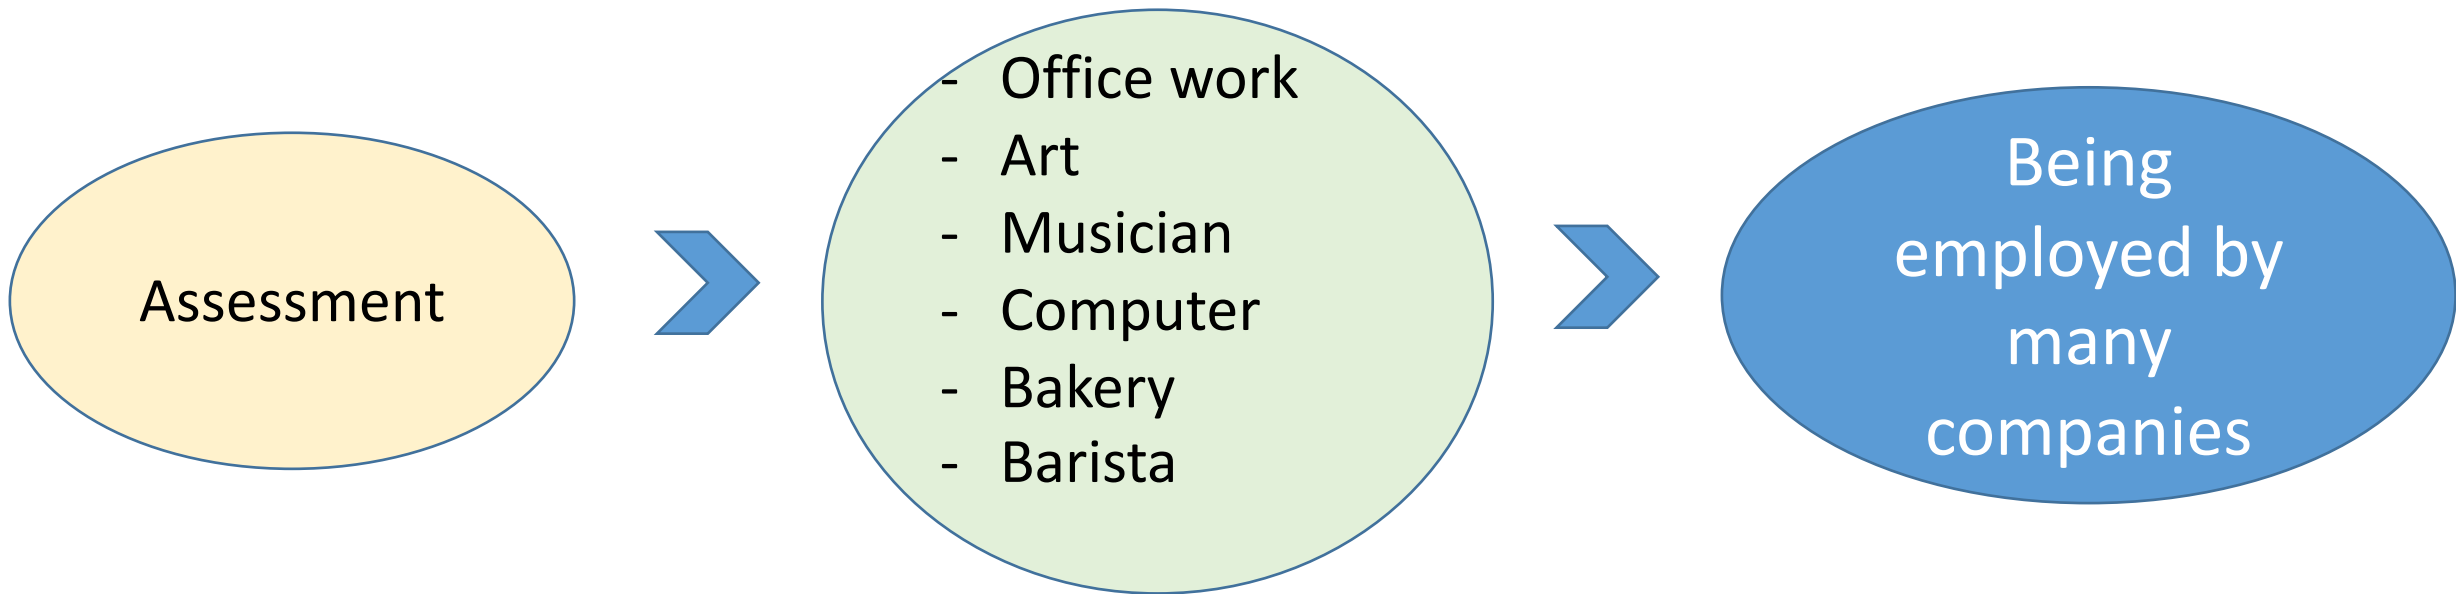 Assessment
- Office work
- Art
- Musician
- Computer
- Bakery
- Barista
Being
employed by
many
companies